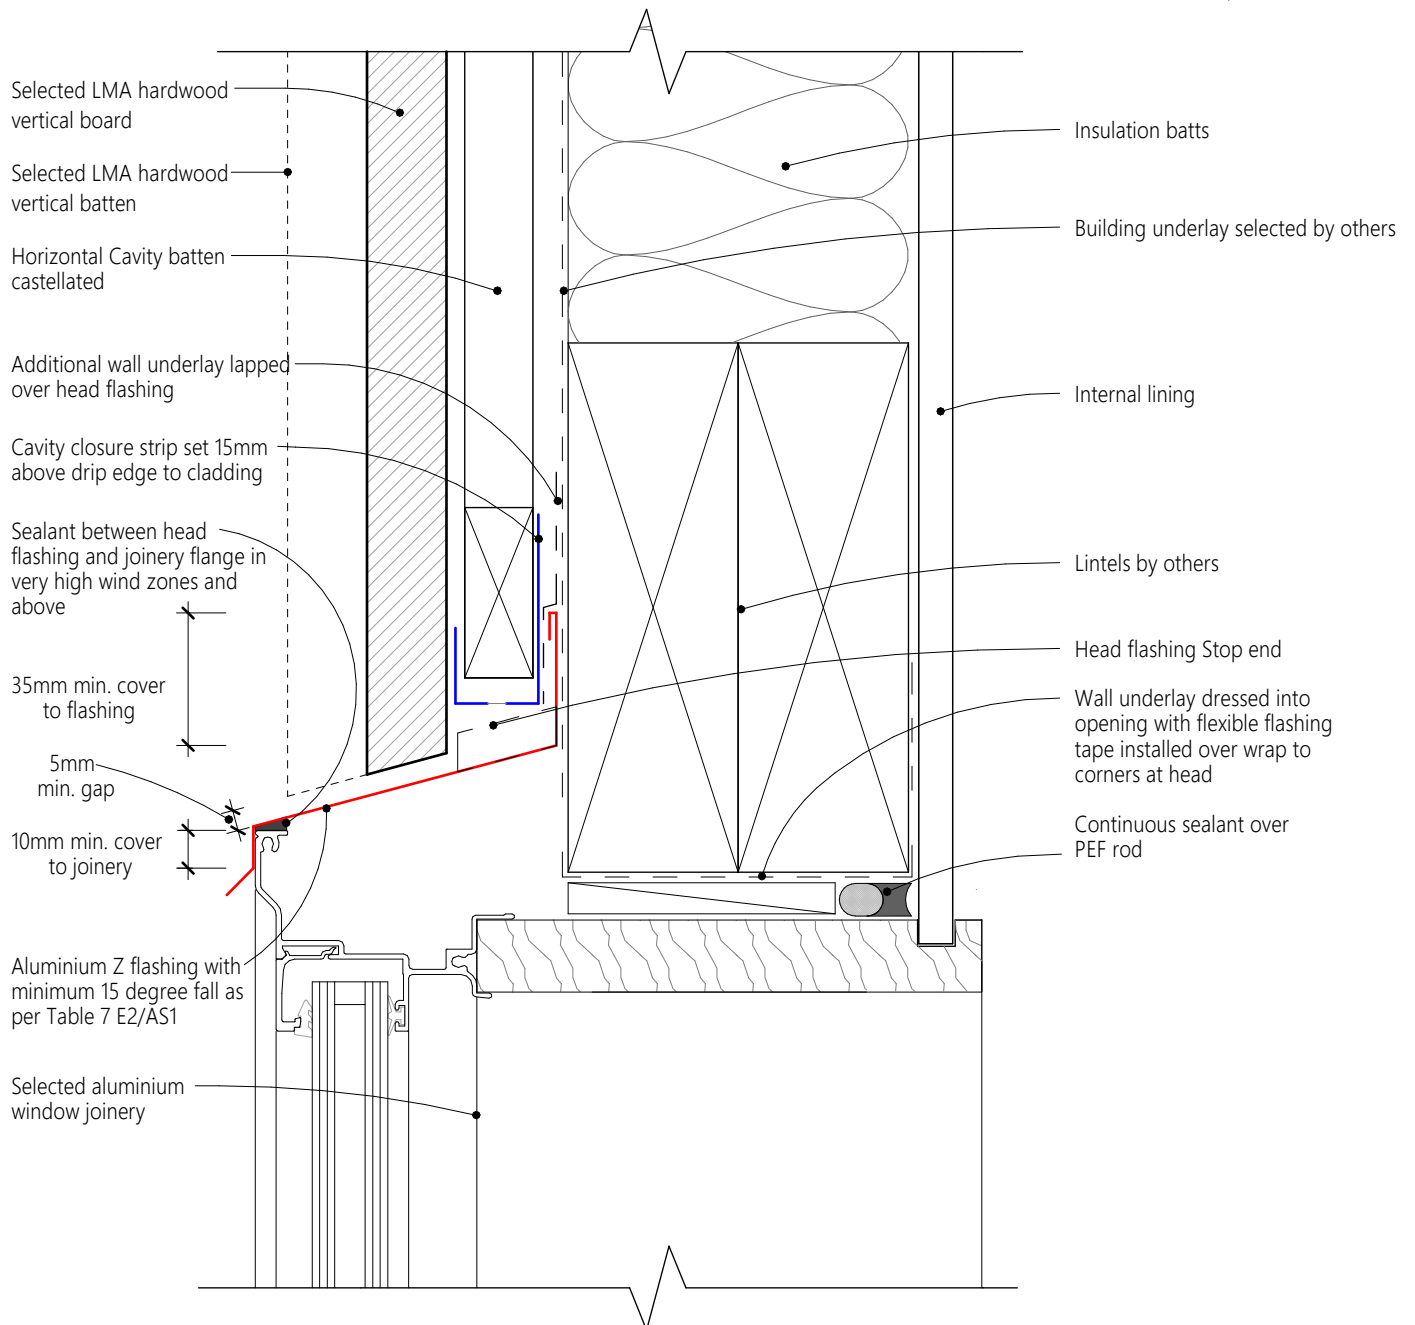 Selected LMA hardwood
vertical board
Selected LMA hardwood
vertical batten
Horizontal Cavity batten
castellated
Additional wall underlay lapped
over head flashing
Cavity closure strip set 15mm
above drip edge to cladding
Sealant between head
flashing and joinery flange in
very high wind zones and
above
35mm min. cover
to flashing
5mm
min. gap
10mm min. cover
to joinery
Aluminium Z flashing with
minimum 15 degree fall as
per Table 7 E2/AS1
Selected aluminium
window joinery
Insulation batts
Building underlay selected by others
Internal lining
Lintels by others
Head flashing Stop end
Wall underlay dressed into
opening with flexible flashing
tape installed over wrap to
corners at head
Continuous sealant over
PEF rod